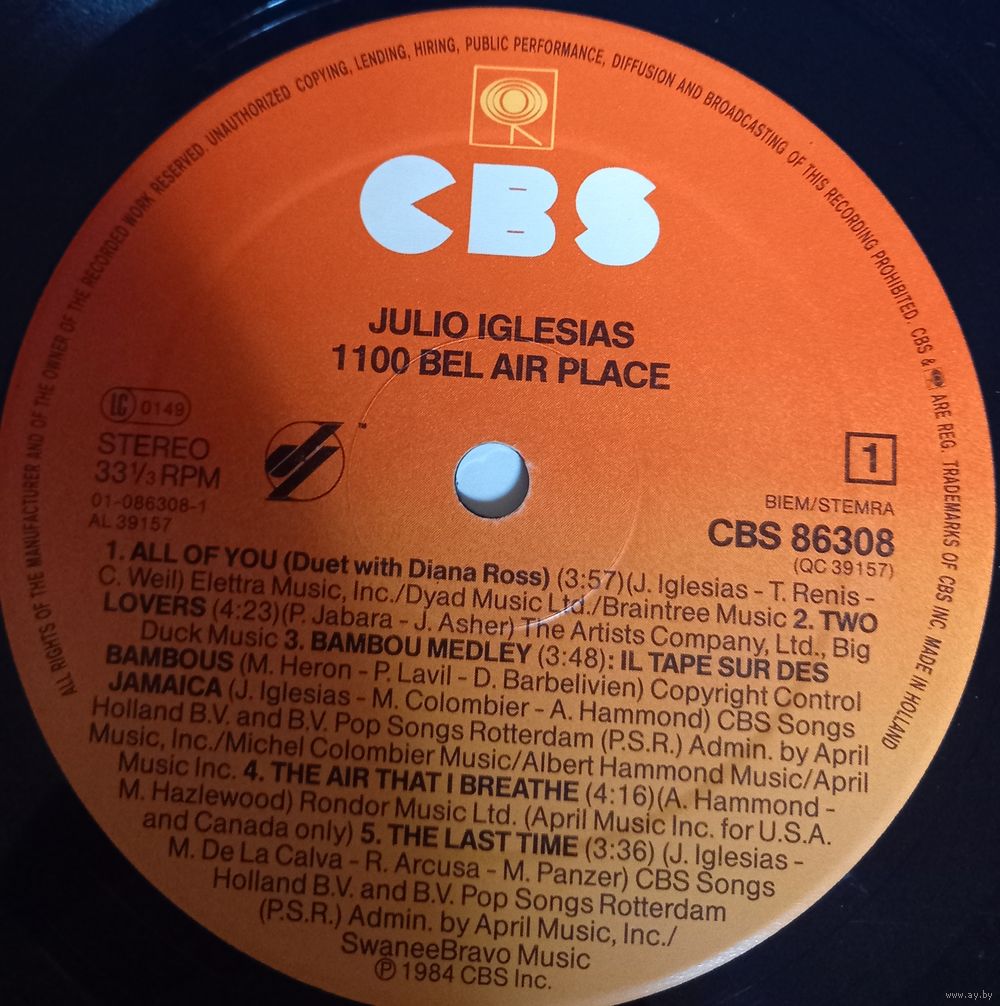 ALL RIGHTS OF THE MANUFACTURER AND OF THE OWNER OF THE RECORDED WORK RESERVED. UNAUTHORIZED COPYING, LENDING, HIRING, PUBLIC PERFORMANCE, DIFFUSION AND BROADCASTING OF THIS RECORDING PROHIBITED. CBS & ARE REG. TRADEMARKS OF CBS INC. MADE IN HOLLAND
CBS
JULIO IGLESIAS
1100 BEL AIR PLACE
LC 0149
STEREO
33 1/3 RPM
01-086308-1
AL 39157
™
1
BIEM/STEMRA
CBS 86308
(QC 39157)
1. ALL OF YOU (Duet with Diana Ross) (3:57)(J. Iglesias - T. Renis -
C. Weil) Elettra Music, Inc./Dyad Music Ltd./Braintree Music 2. TWO
LOVERS (4:23)(P. Jabara - J. Asher) The Artists Company, Ltd., Big
Duck Music 3. BAMBOU MEDLEY (3:48): IL TAPE SUR DES
BAMBOUS (M. Heron - P. Lavil - D. Barbelivien) Copyright Control
JAMAICA (J. Iglesias - M. Colombier - A. Hammond) CBS Songs
Holland B.V. and B.V. Pop Songs Rotterdam (P.S.R.) Admin. by April
Music, Inc./Michel Colombier Music/Albert Hammond Music/April
Music Inc. 4. THE AIR THAT I BREATHE (4:16)(A. Hammond -
M. Hazlewood) Rondor Music Ltd. (April Music Inc. for U.S.A.
and Canada only) 5. THE LAST TIME (3:36) (J. Iglesias -
M. De La Calva - R. Arcusa - M. Panzer) CBS Songs
Holland B.V. and B.V. Pop Songs Rotterdam
(P.S.R.) Admin. by April Music, Inc./
SwaneeBravo Music
℗ 1984 CBS Inc.
www.ay.by